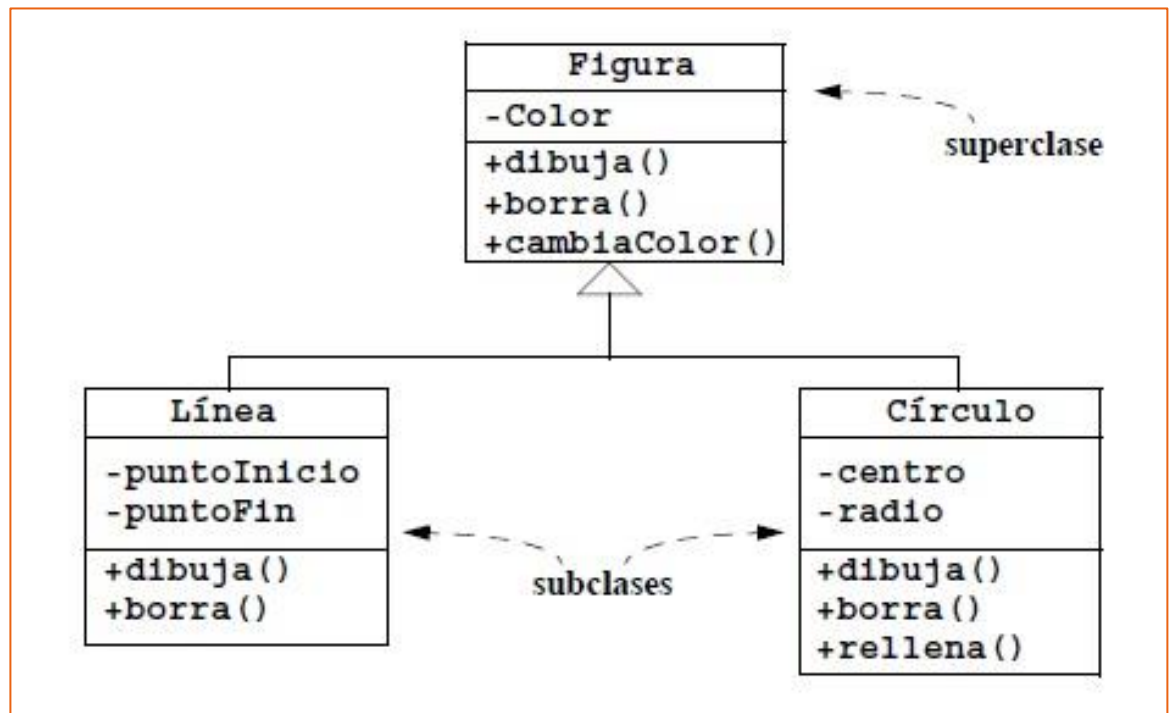 Figura
-Color
+dibuja()
+borra()
+cambiaColor()
superclase
Línea
-puntoInicio
-puntoFin
+dibuja()
+borra()
subclases
Círculo
-centro
-radio
+dibuja()
+borra()
+rellena()